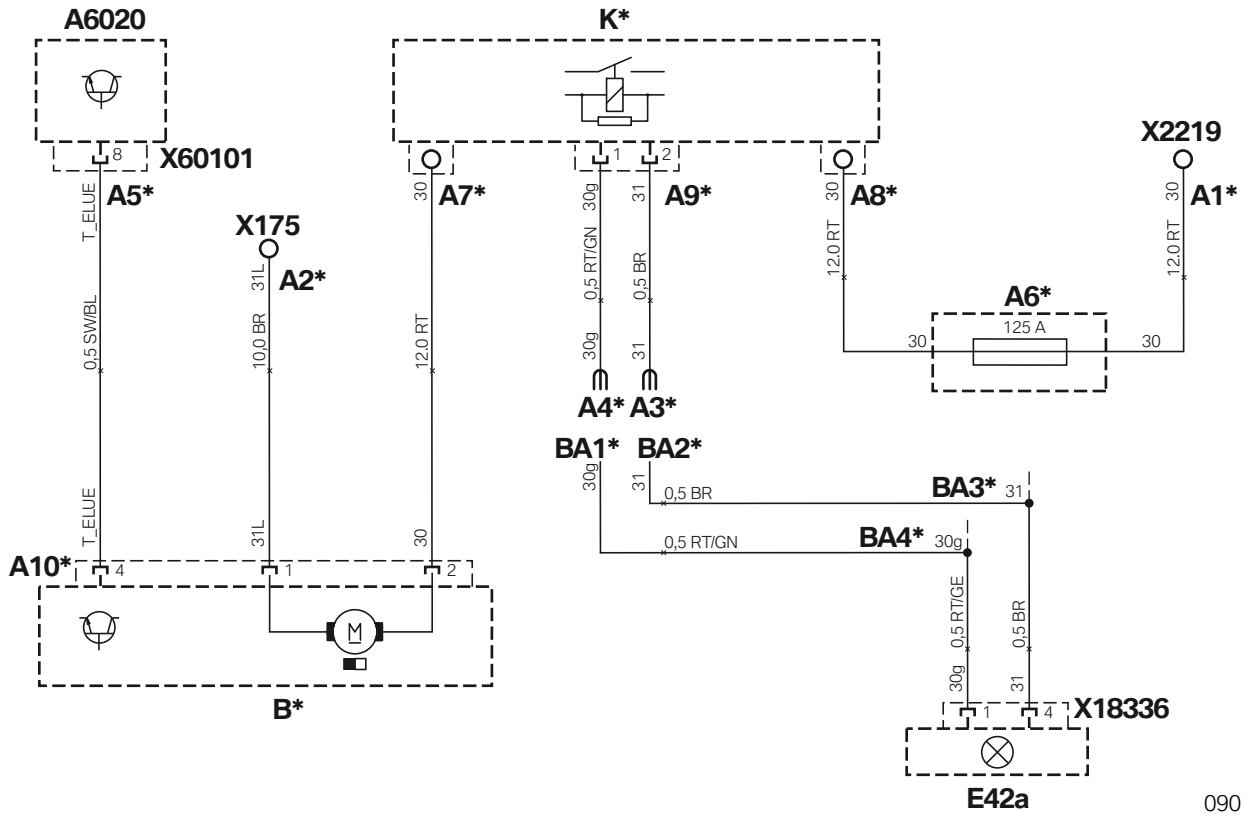 A6020
K*
X2219
8
X60101
1
2
T_ELUE
A5*
30
A7*
30g
31
A9*
30
A8*
30
A1*
X175
31L
A2*
0,5 RT/GN
0,5 BR
12.0 RT
12.0 RT
A6*
125 A
30
30
0,5 SW/BL
10,0 BR
12.0 RT
30g
31
A4*
A3*
BA1*
BA2*
30g
31
0,5 BR
BA3*
31
0,5 RT/GN
BA4*
30g
T_ELUE
31L
30
A10*
4
1
2
M
0,5 RT/GE
0,5 BR
30g
31
B*
1
4
X18336
E42a
090